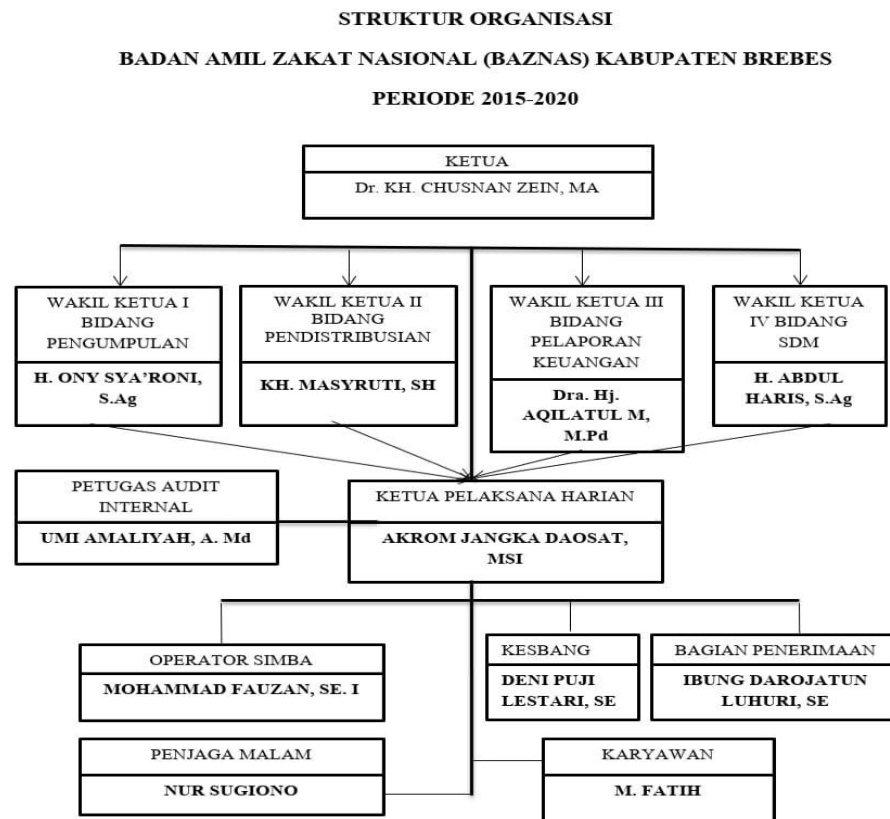 STRUKTUR ORGANISASI
BADAN AMIL ZAKAT NASIONAL (BAZNAS) KABUPATEN BREBES
PERIODE 2015-2020
KETUA
Dr. KH. CHUSNAN ZEIN, MA
WAKIL KETUA I
BIDANG
PENGUMPULAN
H. ONY SYA’RONI,
S.Ag
WAKIL KETUA II
BIDANG
PENDISTRIBUSIAN
KH. MASYRUTI, SH
WAKIL KETUA III
BIDANG
PELAPORAN
KEUANGAN
Dra. Hj.
AQILATUL M,
M.Pd
WAKIL KETUA
IV BIDANG
SDM
H. ABDUL
HARIS, S.Ag
PETUGAS AUDIT
INTERNAL
UMI AMALIYAH, A. Md
KETUA PELAKSANA HARIAN
AKROM JANGKA DAOSAT,
MSI
OPERATOR SIMBA
MOHAMMAD FAUZAN, SE. I
KESBANG
DENI PUJI
LESTARI, SE
BAGIAN PENERIMAAN
IBUNG DAROJATUN
LUHURI, SE
PENJAGA MALAM
NUR SUGIONO
KARYAWAN
M. FATIH